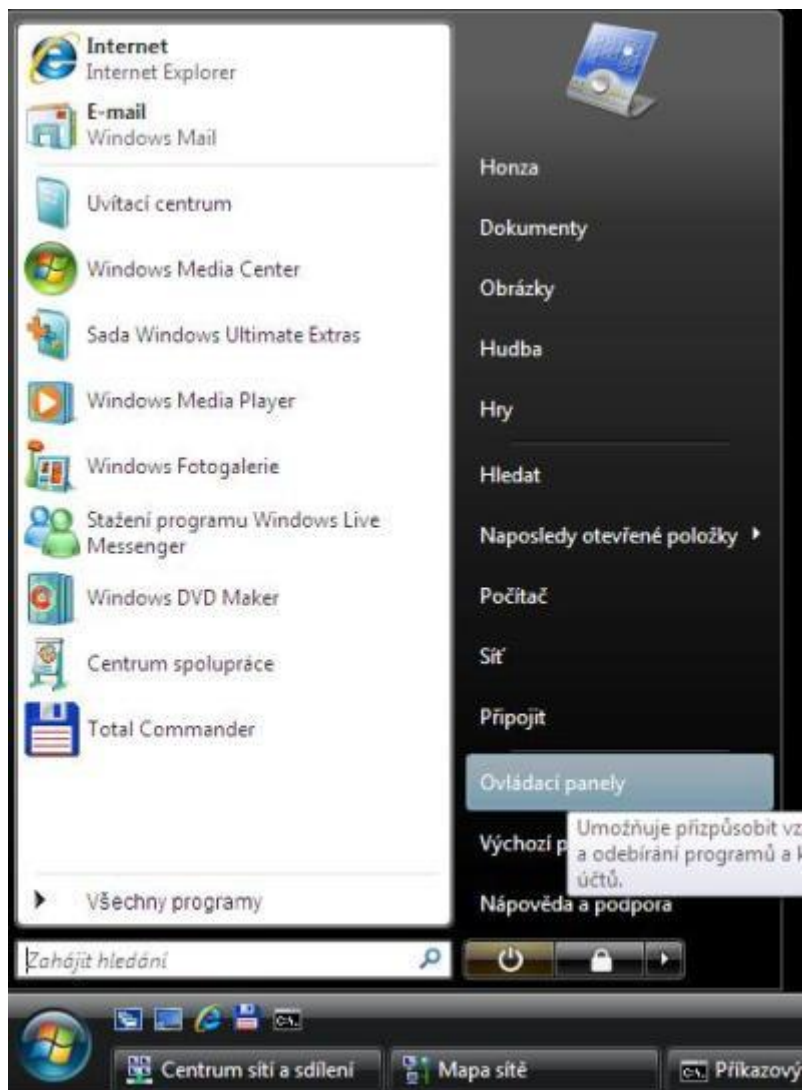 Internet
Internet Explorer
E-mail
Windows Mail
Uvítací centrum
Windows Media Center
Sada Windows Ultimate Extras
Windows Media Player
Windows Fotogalerie
Stažení programu Windows Live
Messenger
Windows DVD Maker
Centrum spolupráce
Total Commander
Všechny programy
Zahájit hledání
Honza
Dokumenty
Obrázky
Hudba
Hry
Hledat
Naposledy otevřené položky
Počítač
Síť
Připojit
Ovládací panely
Umožňuje přizpůsobit vz
a odebírání programů a k
účtů.
Výchozí p
Nápověda a podpora
Centrum sítí a sdílení
Mapa sítě
C:\.
Příkazový